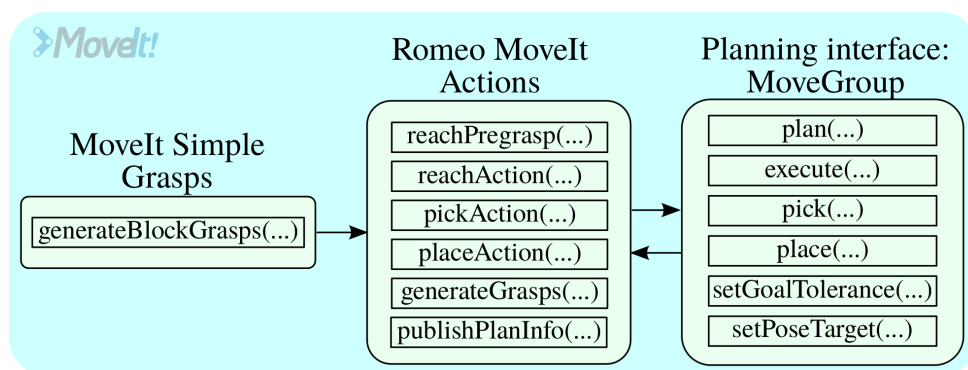 MoveIt!
MoveIt Simple
Grasps
generateBlockGrasps(...)
Romeo MoveIt
Actions
reachPregrasp(...)
reachAction(...)
pickAction(...)
placeAction(...)
generateGrasps(...)
publishPlanInfo(...)
Planning interface:
MoveGroup
plan(...)
execute(...)
pick(...)
place(...)
setGoalTolerance(...)
setPoseTarget(...)